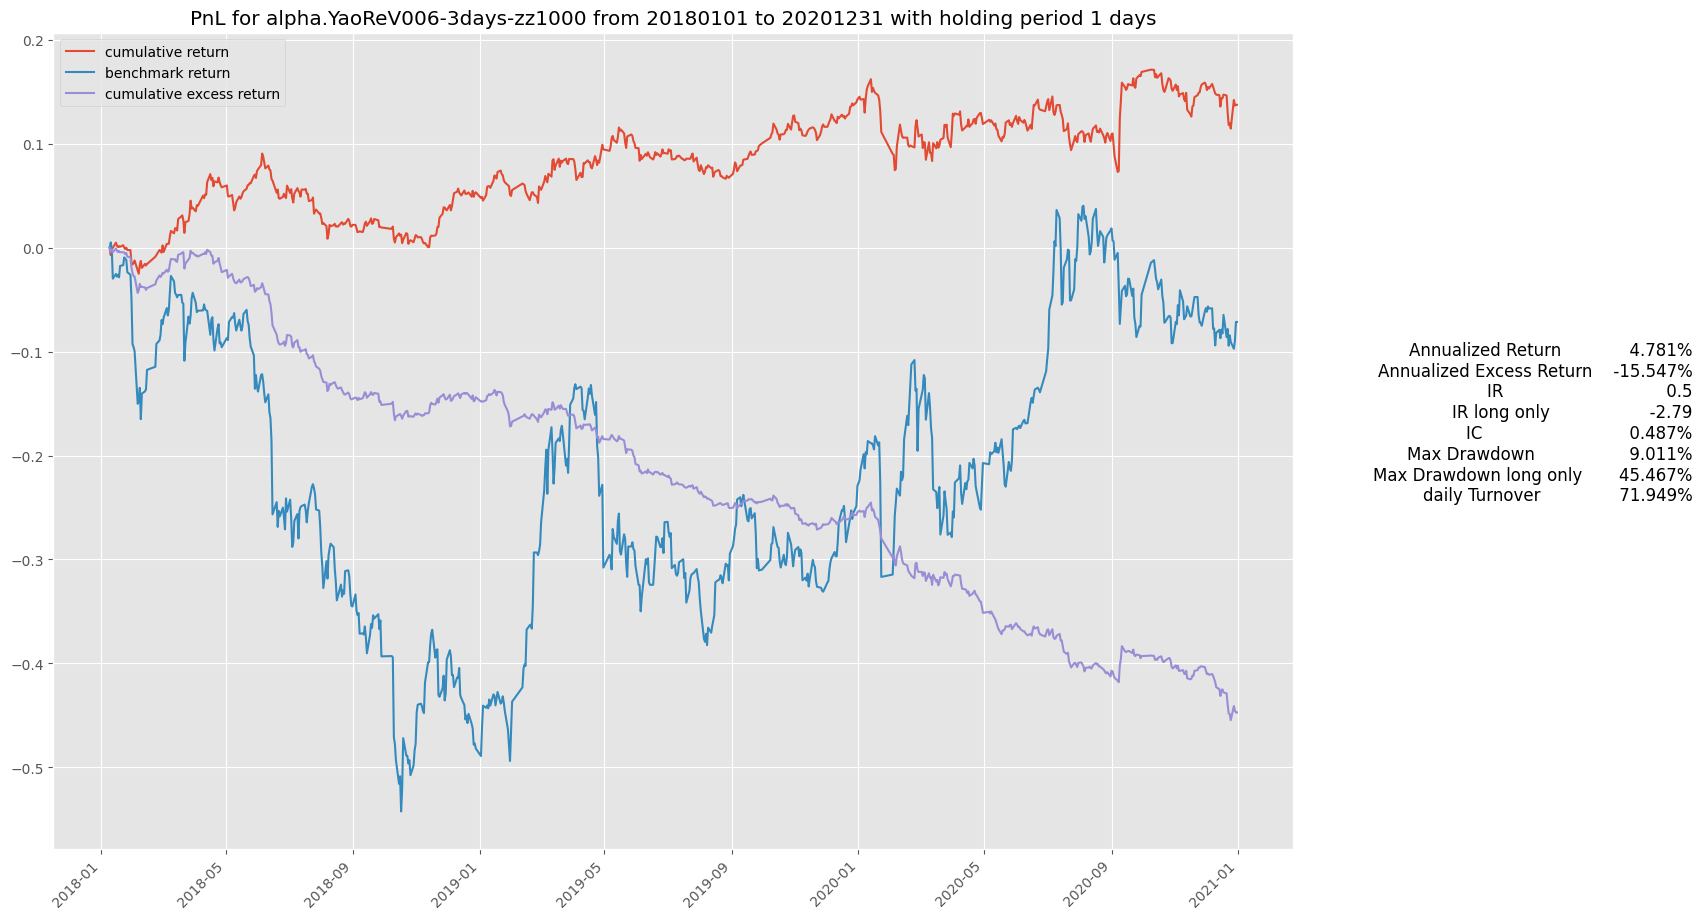 PnL for alpha.YaoReV006-3days-zz1000 from 20180101 to 20201231 with holding period 1 days
cumulative return
benchmark return
cumulative excess return
0.2
0.1
0.0
−0.1
−0.2
−0.3
−0.4
−0.5
2018-01
2018-05
2018-09
2019-01
2019-05
2019-09
2020-01
2020-05
2020-09
2021-01
Annualized Return 4.781%
Annualized Excess Return -15.547%
IR 0.5
IR long only -2.79
IC 0.487%
Max Drawdown 9.011%
Max Drawdown long only 45.467%
daily Turnover 71.949%